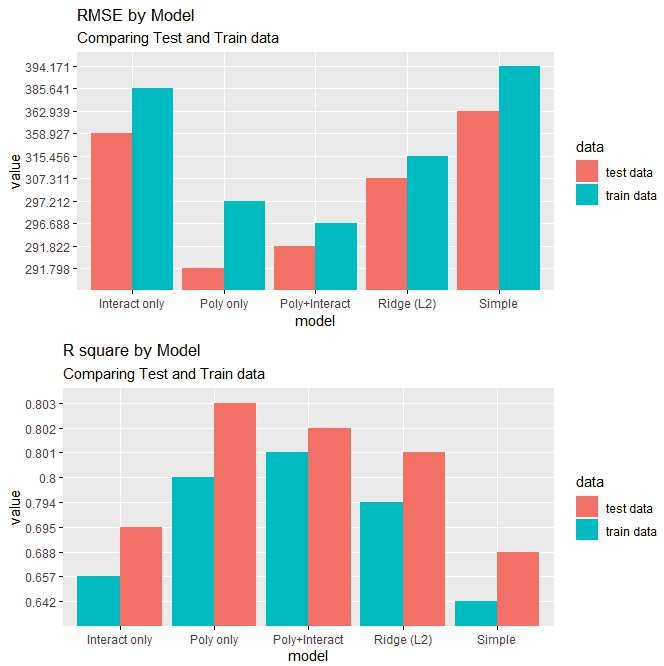 RMSE by Model
Comparing Test and Train data
394.171
385.641
362.939
358.927
315.456
307.311
297.212
296.688
291.822
291.798
value
Interact only
Poly only
Poly+Interact
Ridge (L2)
Simple
model
data
test data
train data
R square by Model
Comparing Test and Train data
0.803
0.802
0.801
0.8
0.794
0.695
0.688
0.657
0.642
value
Interact only
Poly only
Poly+Interact
Ridge (L2)
Simple
model
data
test data
train data